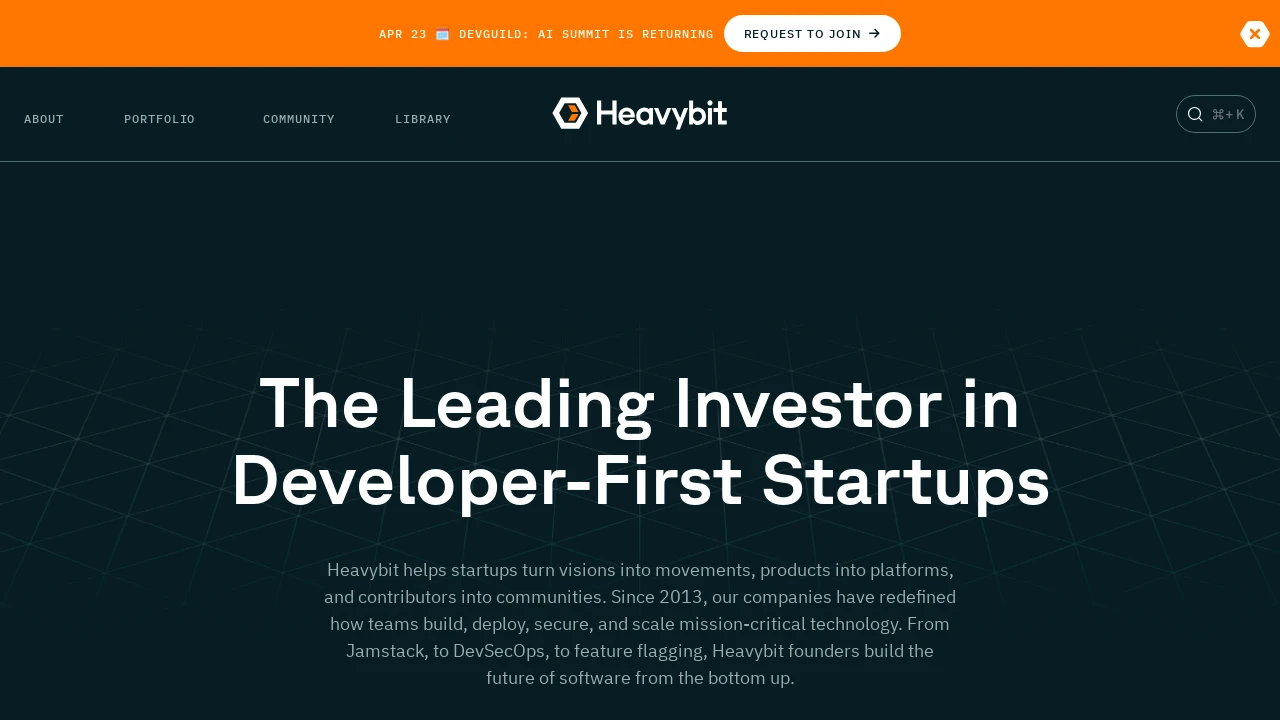 APR 23 🗓️ DEVGUILD: AI SUMMIT IS RETURNING
REQUEST TO JOIN →
ABOUT
PORTFOLIO
COMMUNITY
LIBRARY
Heavybit
⌘+ K
The Leading Investor in
Developer-First Startups
Heavybit helps startups turn visions into movements, products into platforms,
and contributors into communities. Since 2013, our companies have redefined
how teams build, deploy, secure, and scale mission-critical technology. From
Jamstack, to DevSecOps, to feature flagging, Heavybit founders build the
future of software from the bottom up.